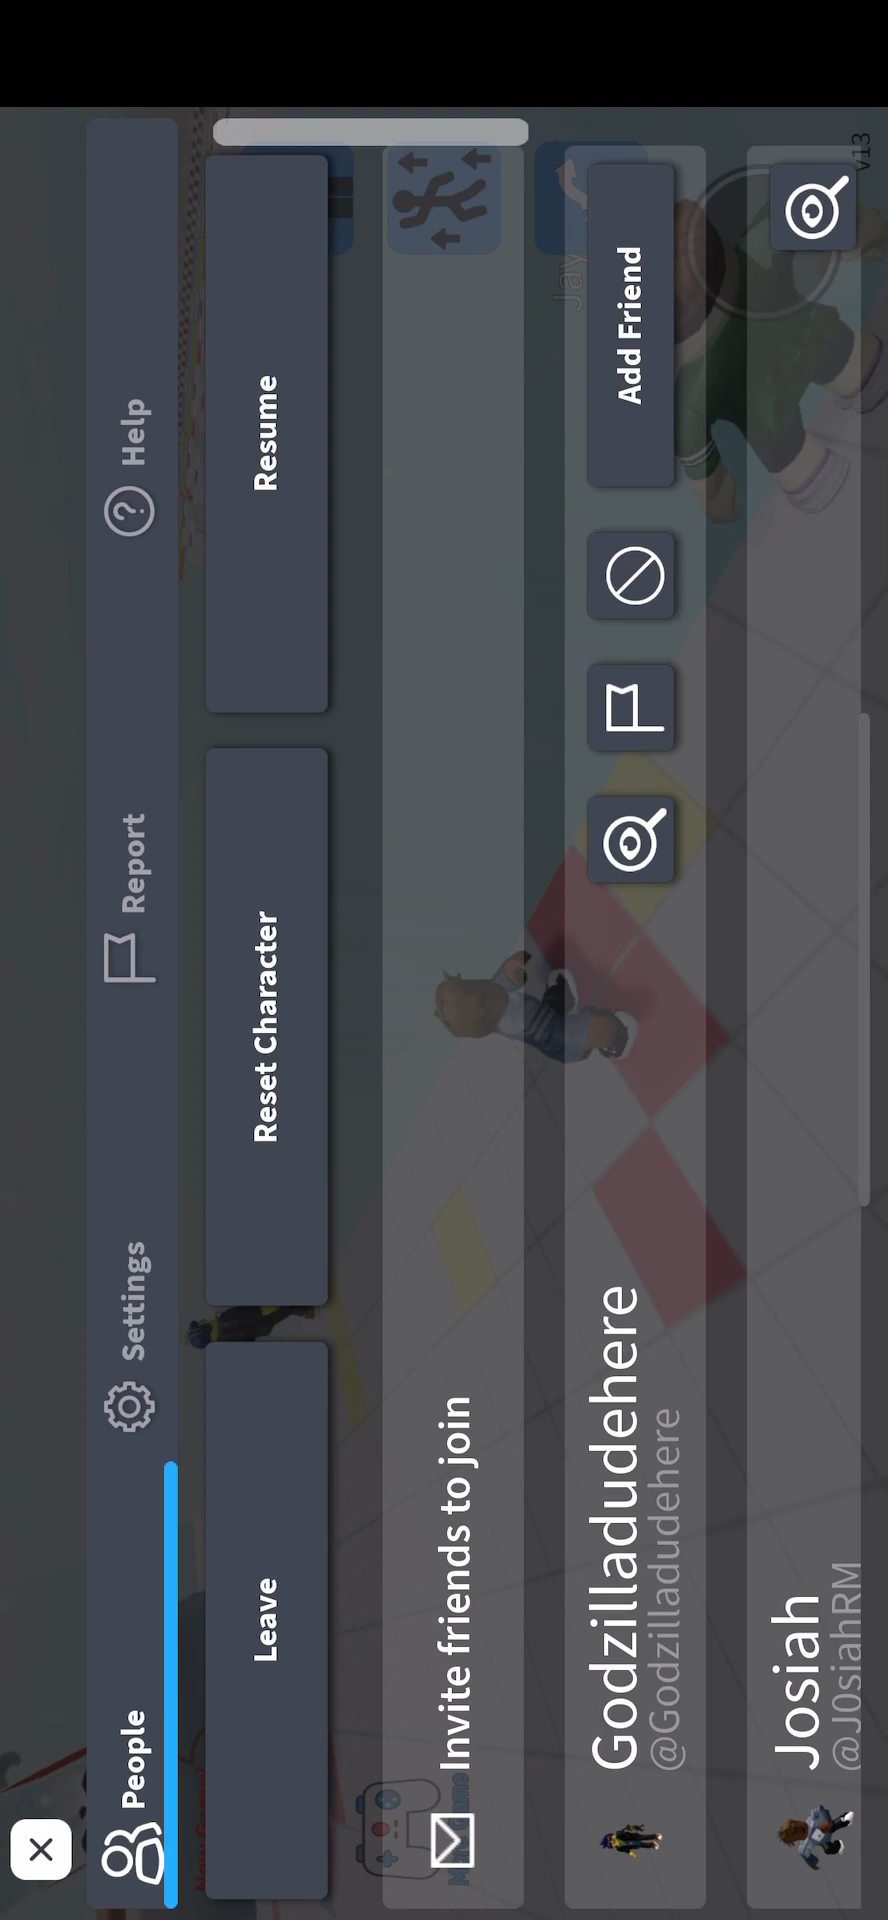 People
Settings
Report
Help
Leave
Reset Character
Resume
Invite friends to join
Godzilladudehere
@Godzilladudehere
Add Friend
Josiah
@J0siahRM
Jay
v13